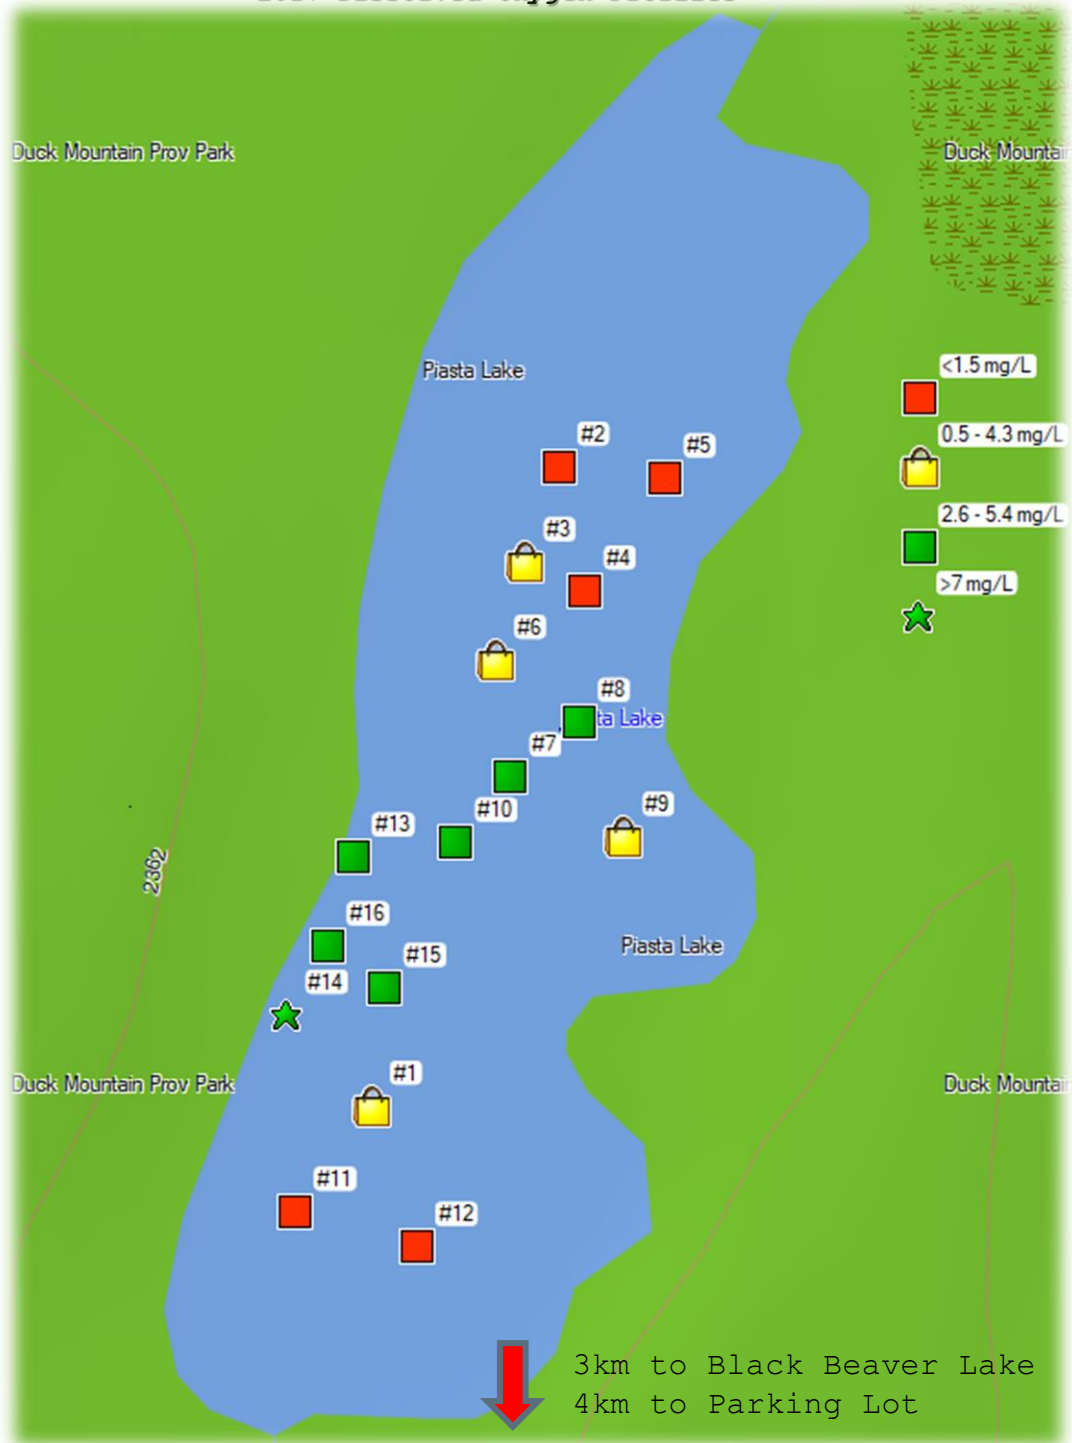 Duck Mountain Prov Park
Duck Mountain
Piasta Lake
<1.5 mg/L
0.5 - 4.3 mg/L
2.6 - 5.4 mg/L
>7 mg/L
#2
#5
#3
#4
#6
#8
ta Lake
#7
#9
#10
#13
2362
#16
Piasta Lake
#15
#14
#1
Duck Mountain Prov Park
Duck Mountain
#11
#12
3km to Black Beaver Lake
4km to Parking Lot